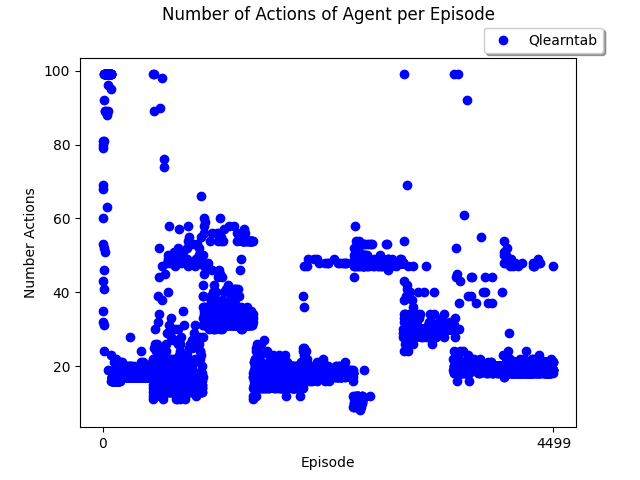 Number of Actions of Agent per Episode
Qlearntab
100
80
60
40
20
Number Actions
0
4499
Episode